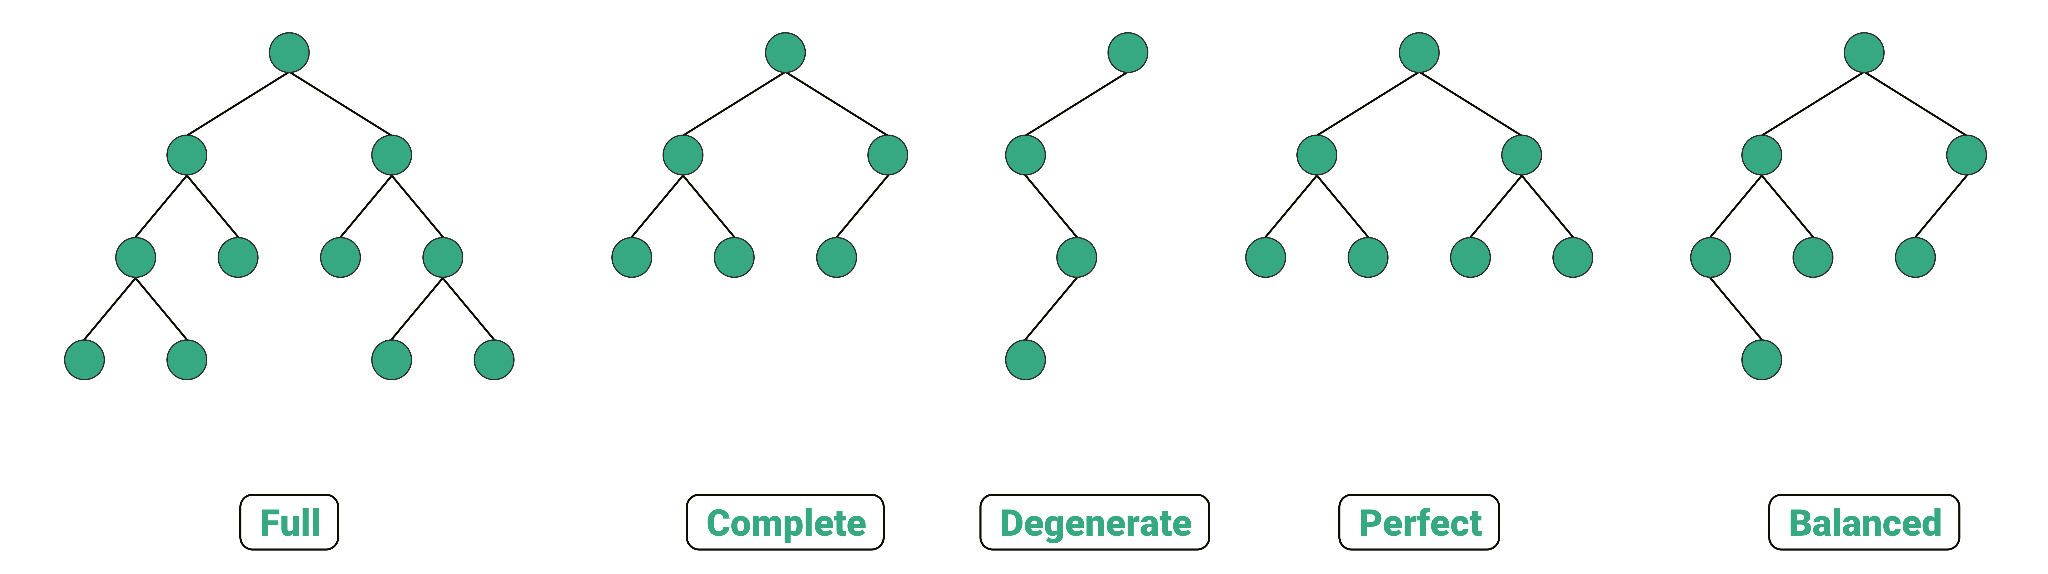 Full
Complete
Degenerate
Perfect
Balanced